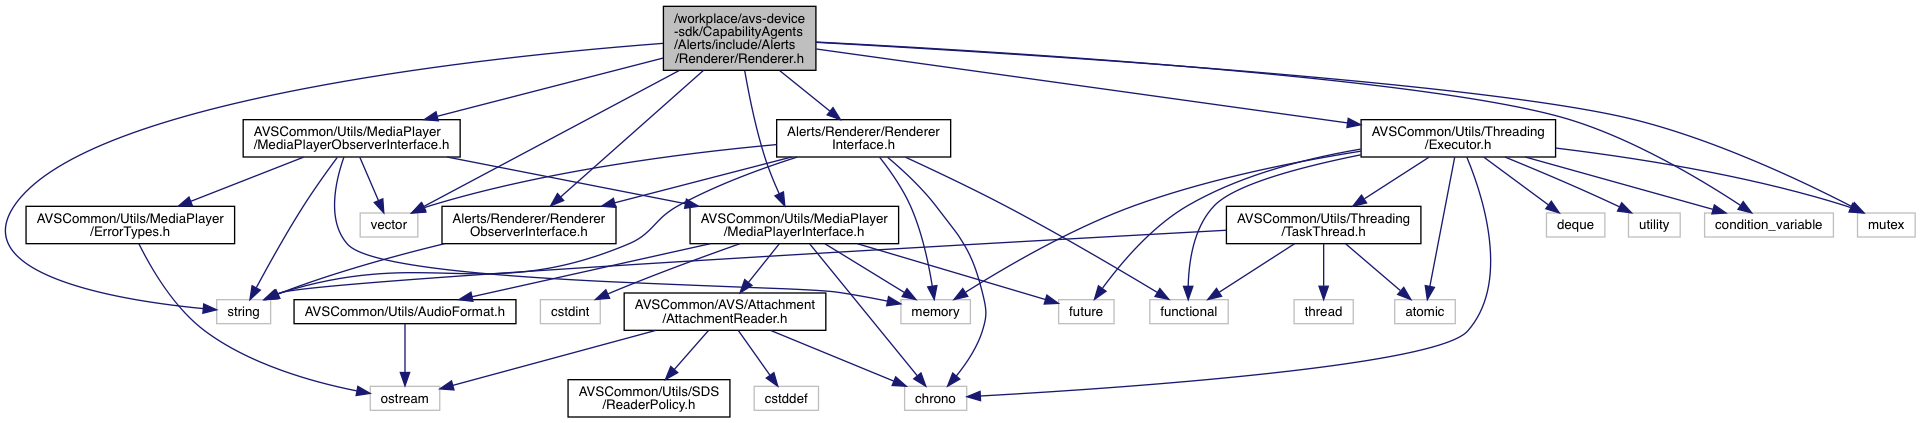 /workplace/avs-device
-sdk/CapabilityAgents
/Alerts/include/Alerts
/Renderer/Renderer.h
AVSCommon/Utils/MediaPlayer
/MediaPlayerObserverInterface.h
Alerts/Renderer/Renderer
Interface.h
AVSCommon/Utils/Threading
/Executor.h
AVSCommon/Utils/MediaPlayer
/ErrorTypes.h
vector
Alerts/Renderer/Renderer
ObserverInterface.h
AVSCommon/Utils/MediaPlayer
/MediaPlayerInterface.h
AVSCommon/Utils/Threading
/TaskThread.h
deque
utility
condition_variable
mutex
string
AVSCommon/Utils/AudioFormat.h
cstdint
AVSCommon/AVS/Attachment
/AttachmentReader.h
memory
future
functional
thread
atomic
ostream
AVSCommon/Utils/SDS
/ReaderPolicy.h
cstddef
chrono